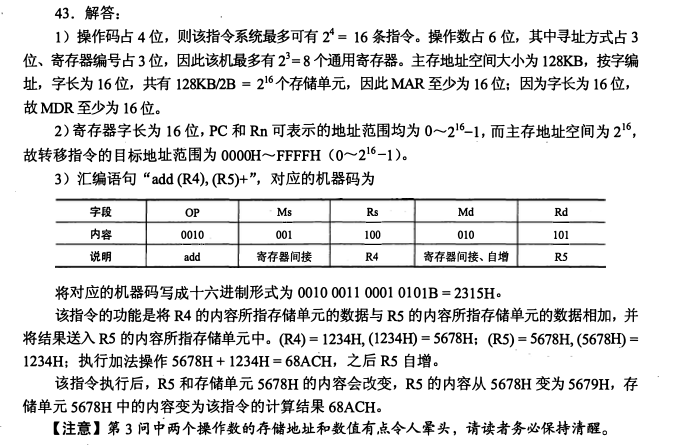 43．解答：
1）操作码占 4 位，则该指令系统最多可有 2⁴ = 16 条指令。操作数占 6 位，其中寻址方式占 3
位、寄存器编号占 3 位，因此该机最多有 2³ = 8 个通用寄存器。主存地址空间大小为 128KB，按字编
址，字长为 16 位，共有 128KB/2B = 2¹⁶ 个存储单元，因此 MAR 至少为 16 位；因为字长为 16 位，
故 MDR 至少为 16 位。
2）寄存器字长为 16 位，PC 和 Rn 可表示的地址范围均为 0～2¹⁶–1，而主存地址空间为 2¹⁶，
故转移指令的目标地址范围为 0000H～FFFFH（0～2¹⁶−1）。
3）汇编语句“add (R4), (R5)+”，对应的机器码为
字段 OP Ms Rs Md Rd
内容 0010 001 100 010 101
说明 add 寄存器间接 R4 寄存器间接、自增 R5
将对应的机器码写成十六进制形式为 0010 0011 0001 0101B = 2315H。
该指令的功能是将 R4 的内容所指存储单元的数据与 R5 的内容所指存储单元的数据相加，并
将结果送入 R5 的内容所指存储单元中。(R4) = 1234H, (1234H) = 5678H；(R5) = 5678H, (5678H) =
1234H；执行加法操作 5678H + 1234H = 68ACH，之后 R5 自增。
该指令执行后，R5 和存储单元 5678H 的内容会改变，R5 的内容从 5678H 变为 5679H，存
储单元 5678H 中的内容变为该指令的计算结果 68ACH。
【注意】第 3 问中两个操作数的存储地址和数值有点令人晕头，请读者务必保持清醒。